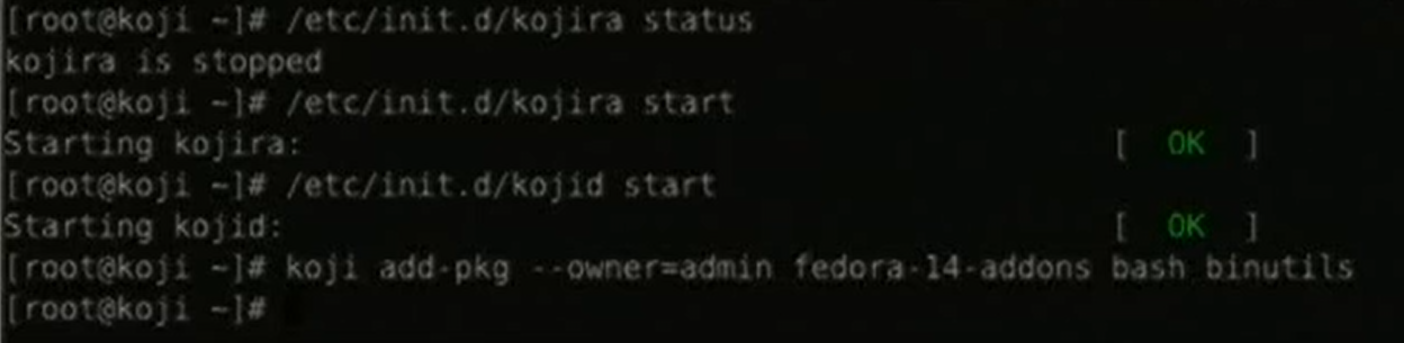 [root@koji ~]# /etc/init.d/kojira status
kojira is stopped
[root@koji ~]# /etc/init.d/kojira start
Starting kojira: [ OK ]
[root@koji ~]# /etc/init.d/kojid start
Starting kojid: [ OK ]
[root@koji ~]# koji add-pkg --owner=admin fedora-14-addons bash binutils
[root@koji ~]#